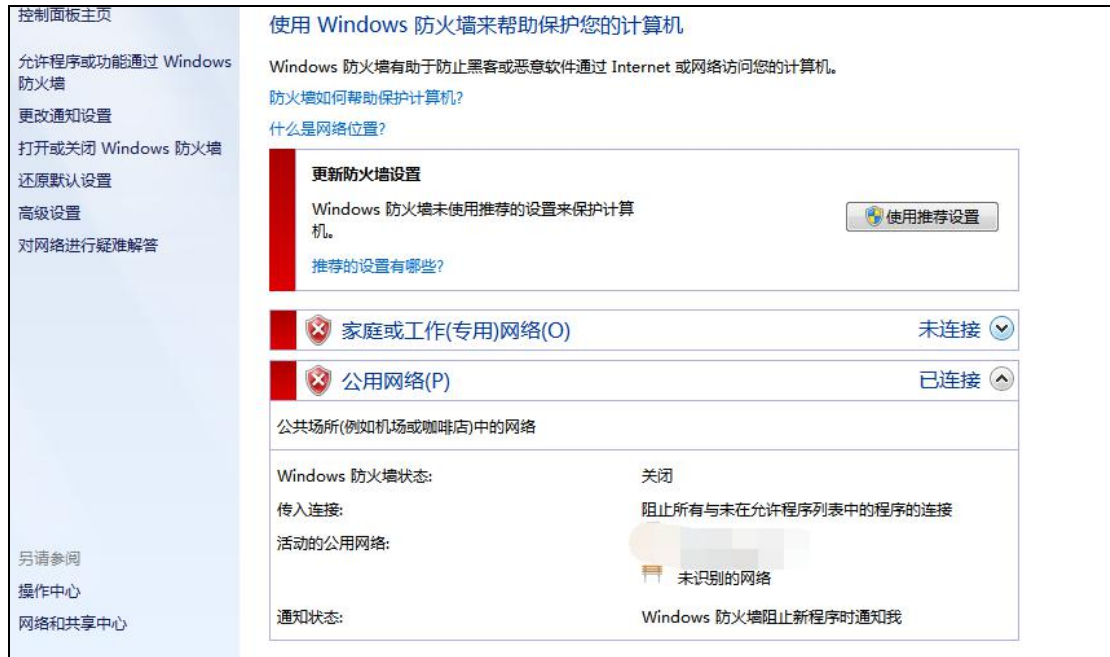 控制面板主页
允许程序或功能通过 Windows
防火墙
更改通知设置
打开或关闭 Windows 防火墙
还原默认设置
高级设置
对网络进行疑难解答
另请参阅
操作中心
网络和共享中心
使用 Windows 防火墙来帮助保护您的计算机
Windows 防火墙有助于防止黑客或恶意软件通过 Internet 或网络访问您的计算机。
防火墙如何帮助保护计算机?
什么是网络位置?
更新防火墙设置
Windows 防火墙未使用推荐的设置来保护计算
机。
使用推荐设置
推荐的设置有哪些?
家庭或工作(专用)网络(O) 未连接
公用网络(P) 已连接
公共场所(例如机场或咖啡店)中的网络
Windows 防火墙状态: 关闭
传入连接: 阻止所有与未在允许程序列表中的程序的连接
活动的公用网络:
未识别的网络
通知状态: Windows 防火墙阻止新程序时通知我